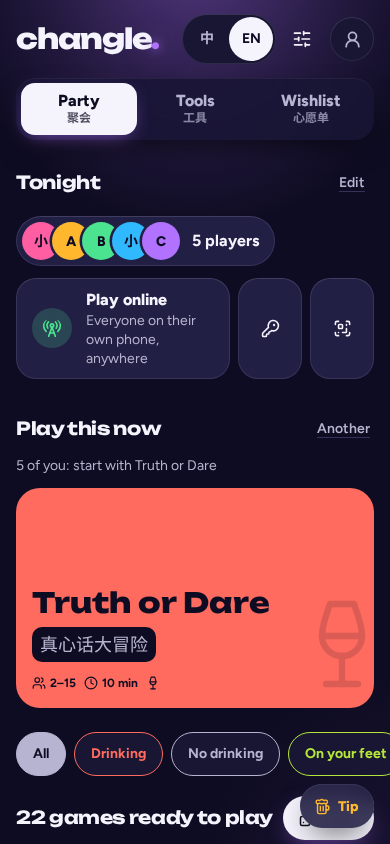 changle.
中 EN
Party Tools Wishlist
聚会 工具 心愿单
Tonight Edit
小 A B 小 C 5 players
Play online
Everyone on their
own phone,
anywhere
Play this now Another
5 of you: start with Truth or Dare
Truth or Dare
真心话大冒险
2–15 10 min
All Drinking No drinking On your feet
22 games ready to play Tip